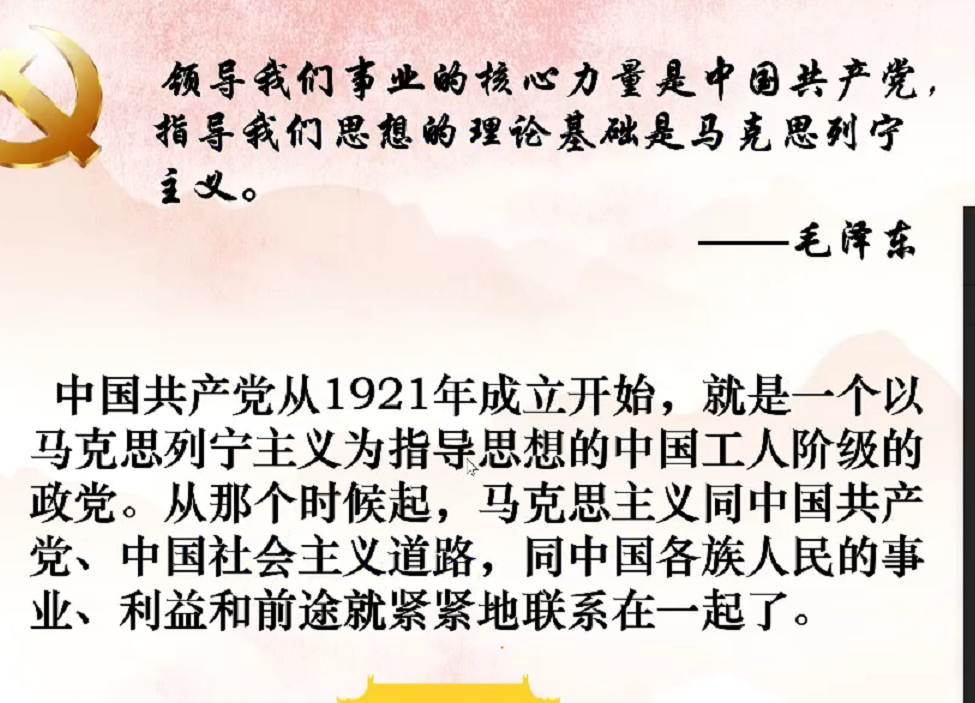 领导我们事业的核心力量是中国共产党，
指导我们思想的理论基础是马克思列宁
主义。
——毛泽东
中国共产党从1921年成立开始，就是一个以
马克思列宁主义为指导思想的中国工人阶级的
政党。从那个时候起，马克思主义同中国共产
党、中国社会主义道路，同中国各族人民的事
业、利益和前途就紧紧地联系在一起了。